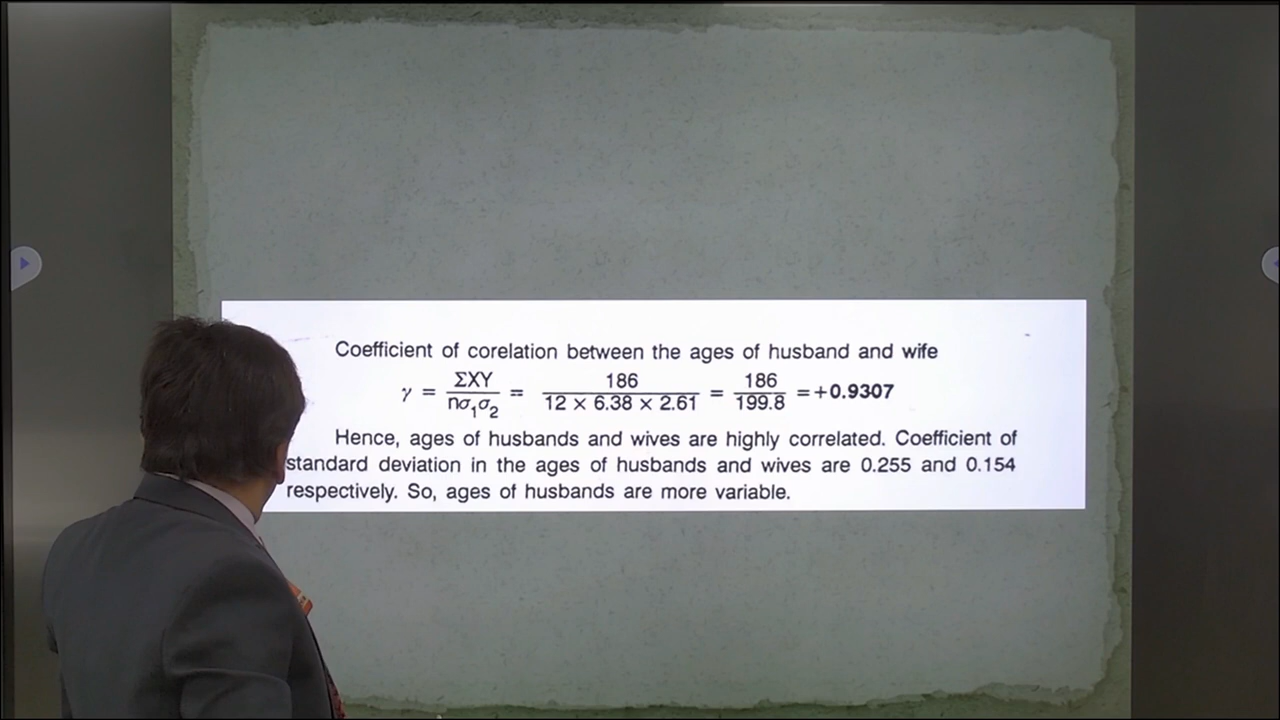 Coefficient of corelation between the ages of husband and wife
γ = ΣXY / nσ₁σ₂ = 186 / 12 × 6.38 × 2.61 = 186 / 199.8 = +0.9307
Hence, ages of husbands and wives are highly correlated. Coefficient of
standard deviation in the ages of husbands and wives are 0.255 and 0.154
respectively. So, ages of husbands are more variable.